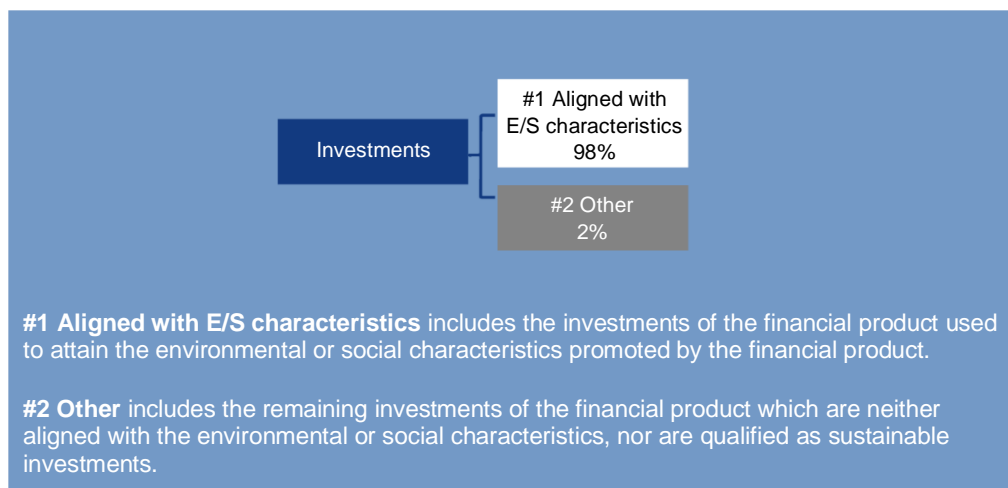 #1 Aligned with
E/S characteristics
98%
Investments
#2 Other
2%
#1 Aligned with E/S characteristics includes the investments of the financial product used
to attain the environmental or social characteristics promoted by the financial product.
#2 Other includes the remaining investments of the financial product which are neither
aligned with the environmental or social characteristics, nor are qualified as sustainable
investments.